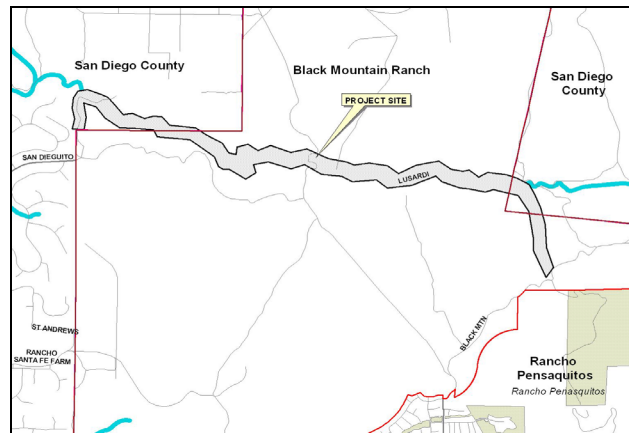 San Diego County
Black Mountain Ranch
San Diego
County
PROJECT SITE
SAN DIEGUITO
LUSARDI
ST.ANDREWS
RANCHO
SANTA FE FARM
BLACK MTN
Rancho
Pensaquitos
Rancho Penasquitos